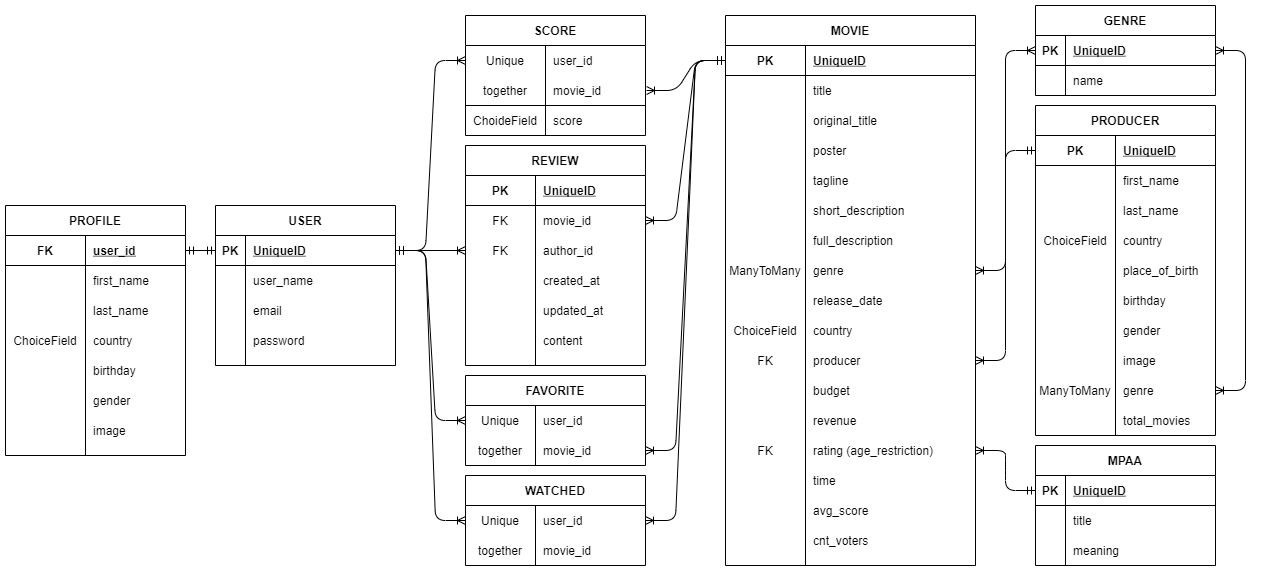 PROFILE
FK user_id
first_name
last_name
ChoiceField country
birthday
gender
image
USER
PK UniqueID
user_name
email
password
SCORE
Unique user_id
together movie_id
ChoideField score
REVIEW
PK UniqueID
FK movie_id
FK author_id
created_at
updated_at
content
FAVORITE
Unique user_id
together movie_id
WATCHED
Unique user_id
together movie_id
MOVIE
PK UniqueID
title
original_title
poster
tagline
short_description
full_description
ManyToMany genre
release_date
ChoiceField country
FK producer
budget
revenue
FK rating (age_restriction)
time
avg_score
cnt_voters
GENRE
PK UniqueID
name
PRODUCER
PK UniqueID
first_name
last_name
ChoiceField country
place_of_birth
birthday
gender
image
ManyToMany genre
total_movies
MPAA
PK UniqueID
title
meaning